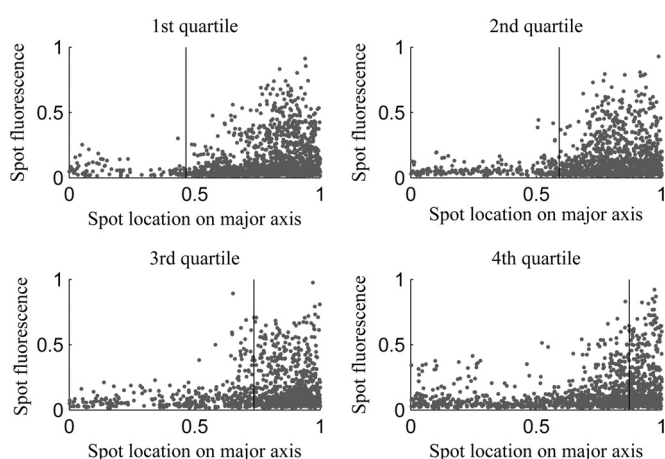 1st quartile
1
0.5
0
0
0.5
1
Spot fluorescence
Spot location on major axis
2nd quartile
1
0.5
0
0
0.5
1
Spot fluorescence
Spot location on major axis
3rd quartile
1
0.5
0
0
0.5
1
Spot fluorescence
Spot location on major axis
4th quartile
1
0.5
0
0
0.5
1
Spot fluorescence
Spot location on major axis